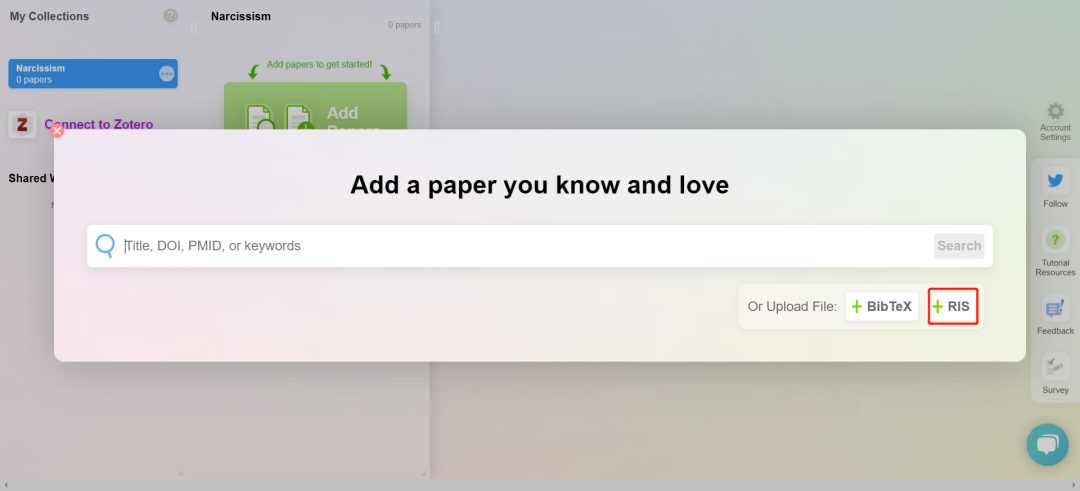 My Collections
?
Narcissism
0 papers
Narcissism
0 papers
Add papers to get started!
Add
Z
Connect to Zotero
Shared
Add a paper you know and love
Title, DOI, PMID, or keywords
Search
Or Upload File:
+ BibTeX
+ RIS
Account
Settings
Follow
?
Tutorial
Resources
Feedback
Survey